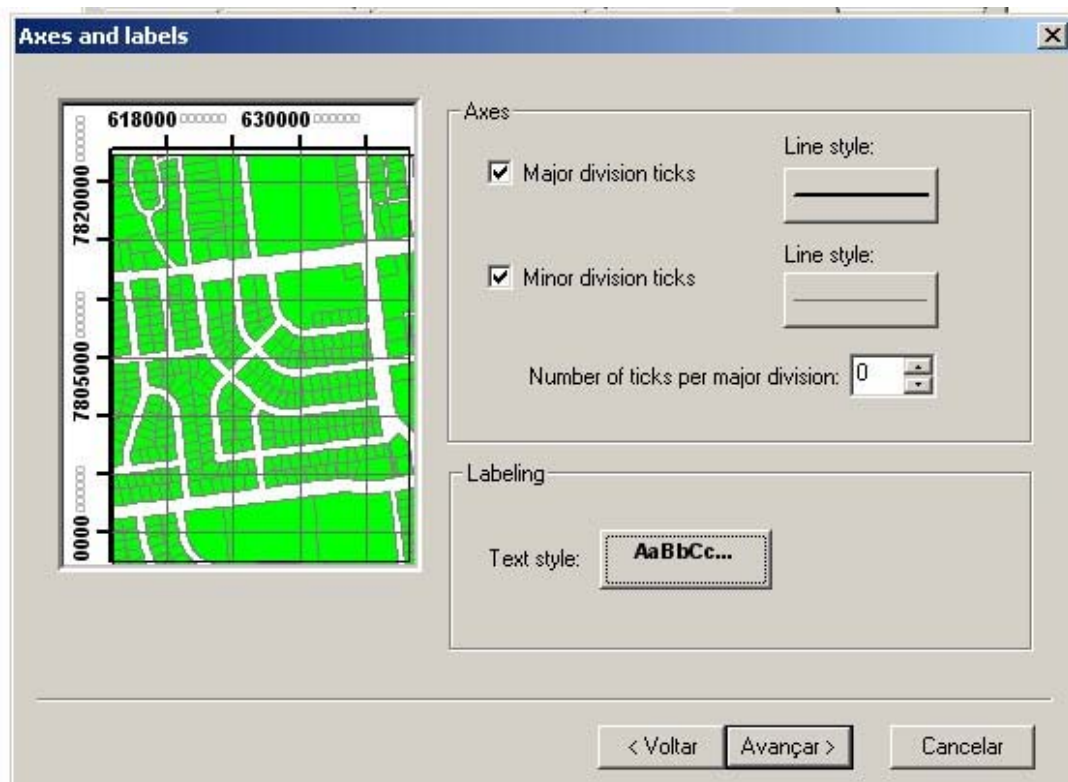 Axes and labels
618000 630000
7820000
7805000
0000
Axes
Major division ticks
Line style:
Minor division ticks
Line style:
Number of ticks per major division: 0
Labeling
Text style: AaBbCc...
< Voltar
Avançar >
Cancelar